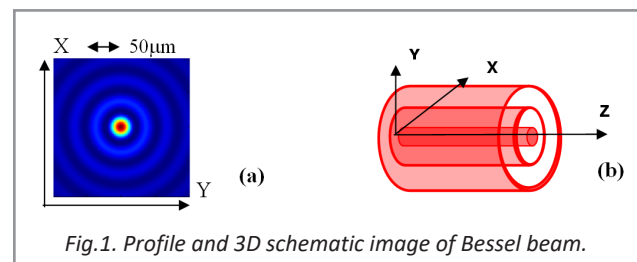 X 50μm
Y
(a)
Y
X
Z
(b)
Fig.1. Profile and 3D schematic image of Bessel beam.